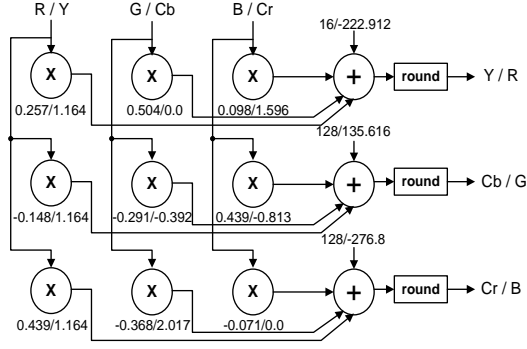 R / Y G / Cb B / Cr
16/-222.912
X X X + round Y / R
0.257/1.164 0.504/0.0 0.098/1.596
128/135.616
X X X + round Cb / G
-0.148/1.164 -0.291/-0.392 0.439/-0.813
128/-276.8
X X X + round Cr / B
0.439/1.164 -0.368/2.017 -0.071/0.0